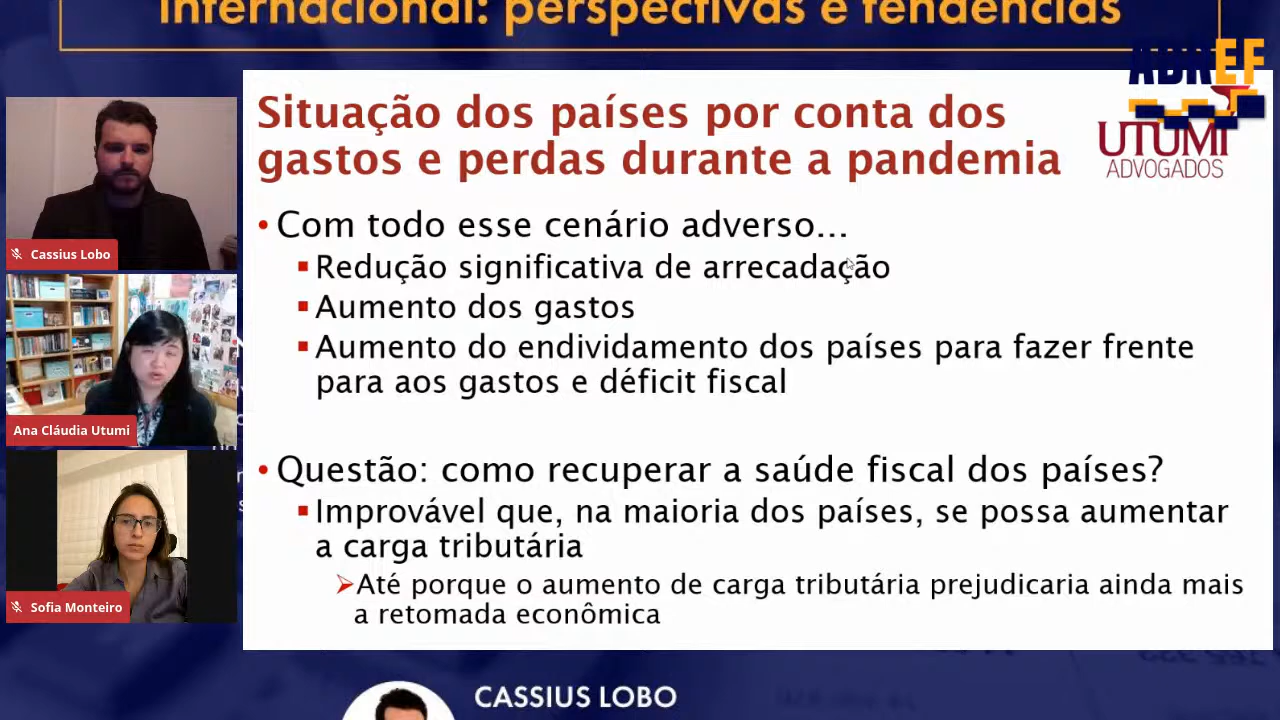 internacional: perspectivas e tendências
ABNEF
Situação dos países por conta dos
gastos e perdas durante a pandemia
UTUMI
ADVOGADOS
• Com todo esse cenário adverso...
▪ Redução significativa de arrecadação
▪ Aumento dos gastos
▪ Aumento do endividamento dos países para fazer frente
para aos gastos e déficit fiscal
• Questão: como recuperar a saúde fiscal dos países?
▪ Improvável que, na maioria dos países, se possa aumentar
a carga tributária
➢ Até porque o aumento de carga tributária prejudicaria ainda mais
a retomada econômica
Cassius Lobo
Ana Cláudia Utumi
Sofia Monteiro
CASSIUS LOBO